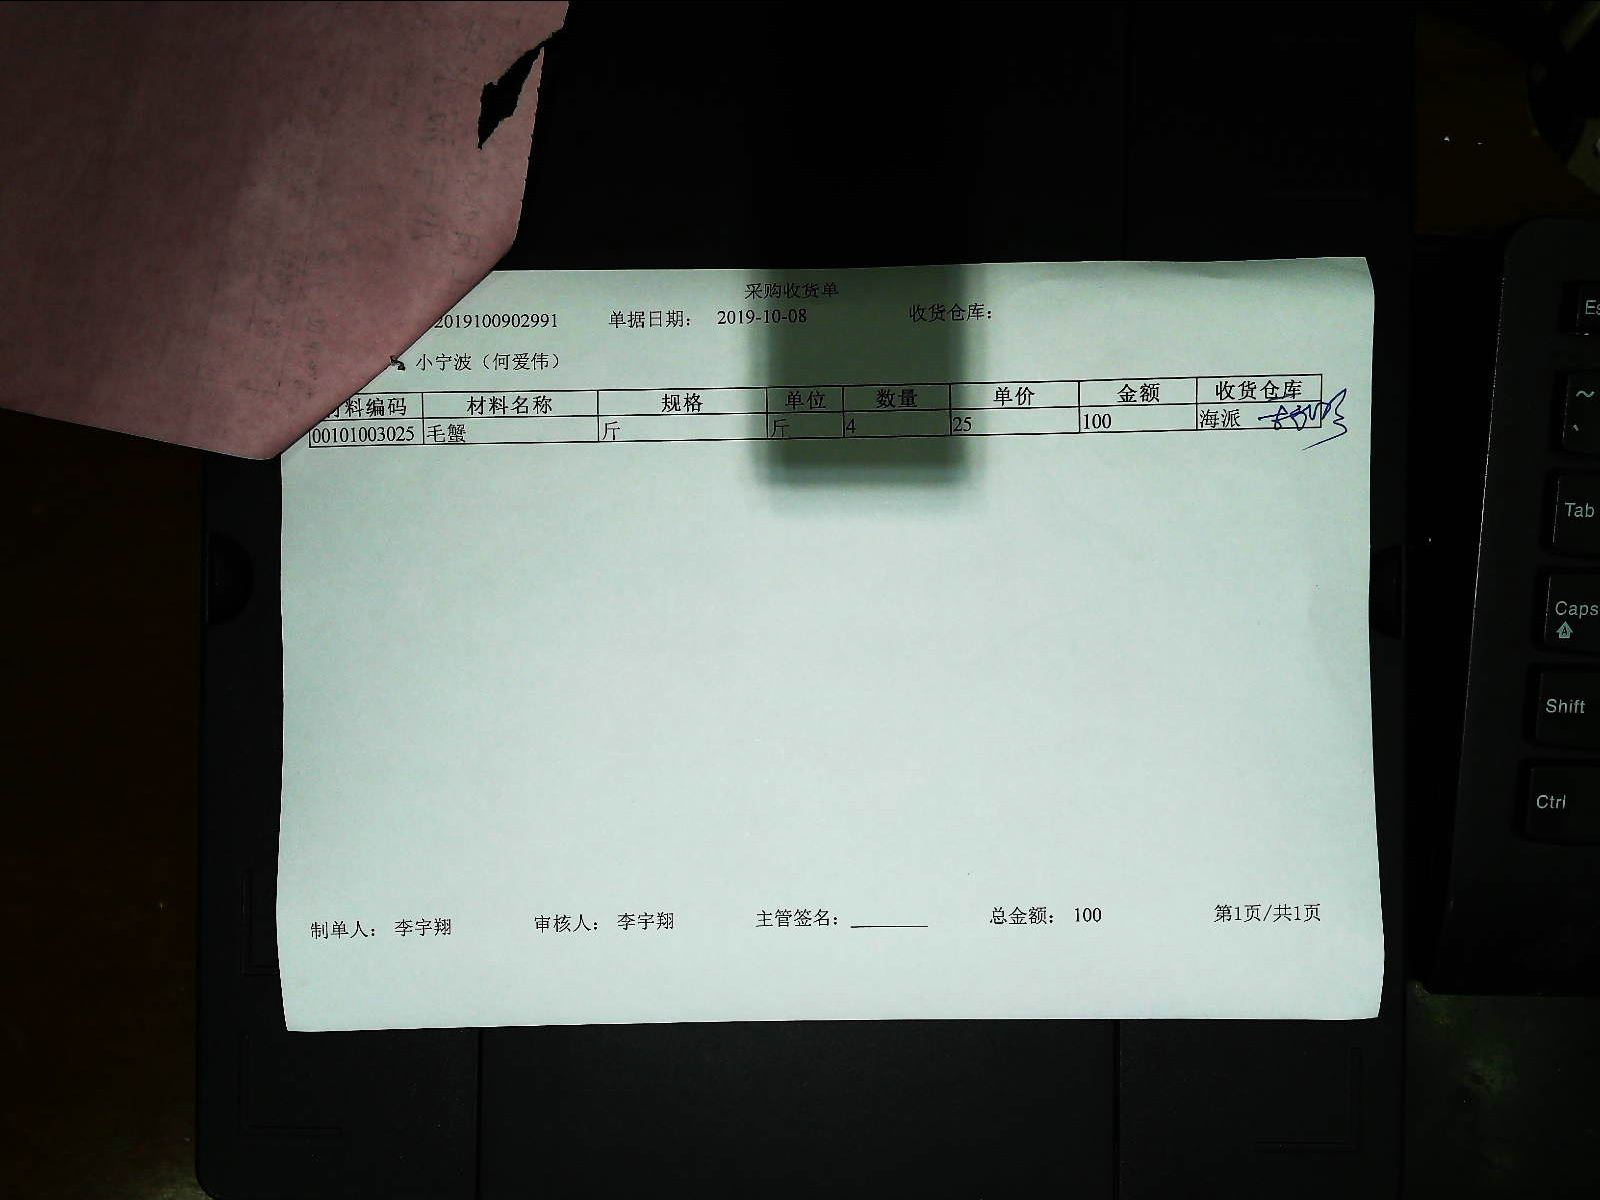 采购收货单
2019100902991 单据日期: 2019-10-08 收货仓库:
小宁波（何爱伟）
料编码 材料名称 规格 单位 数量 单价 金额 收货仓库
00101003025 毛蟹 斤 斤 4 25 100 海派
制单人: 李宇翔 审核人: 李宇翔 主管签名: 总金额: 100 第1页/共1页
~
Tab
Caps
Shift
Ctrl